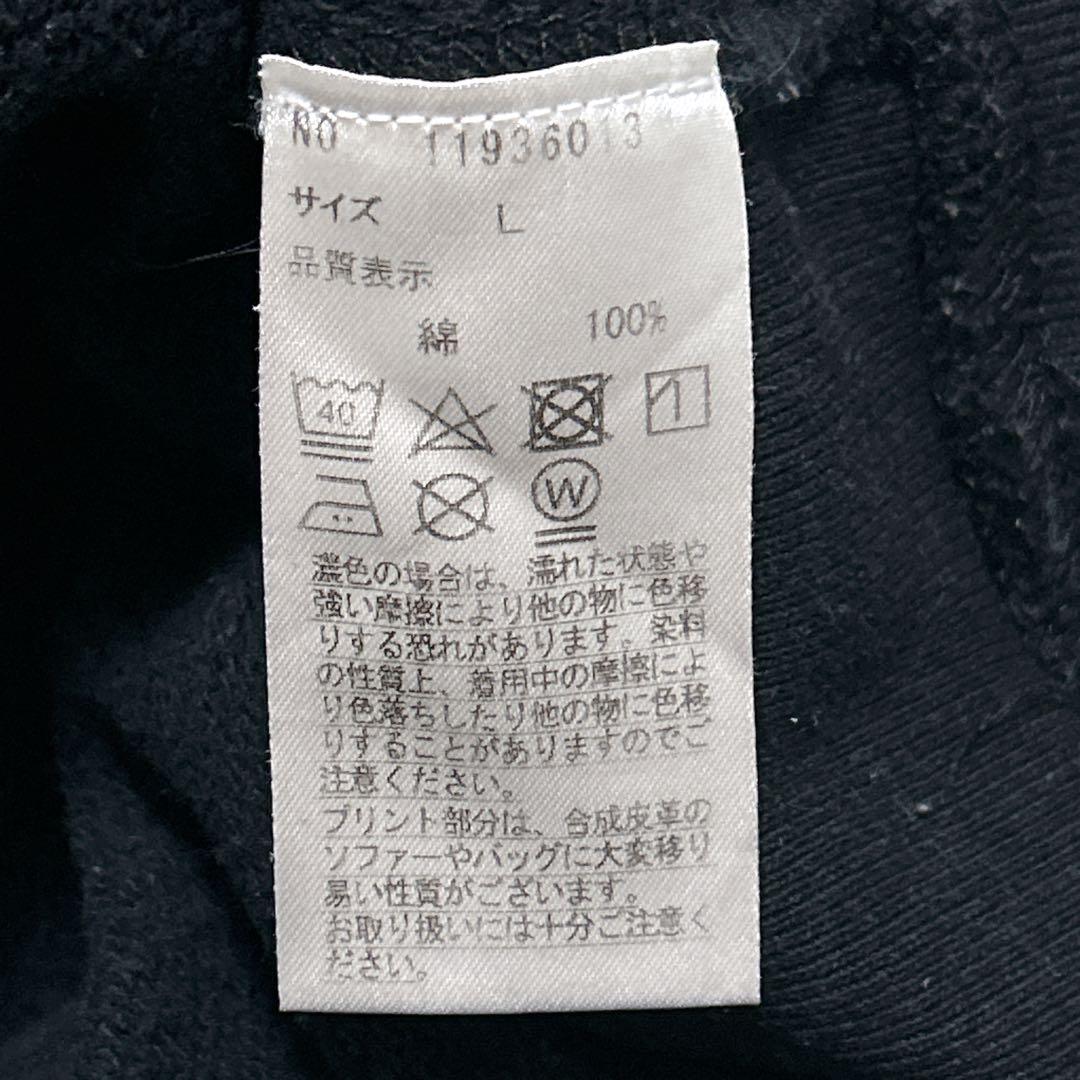 NO 11936013
サイズ L
品質表示
綿 100%
40
W
濃色の場合は、濡れた状態や
強い摩擦により他の物に色移
りする恐れがあります。染料
の性質上、着用中の摩擦によ
り色落ちしたり他の物に色移
りすることがありますのでご
注意ください。
プリント部分は、合成皮革の
ソファーやバッグに大変移り
易い性質がございます。
お取り扱いには十分ご注意く
ださい。